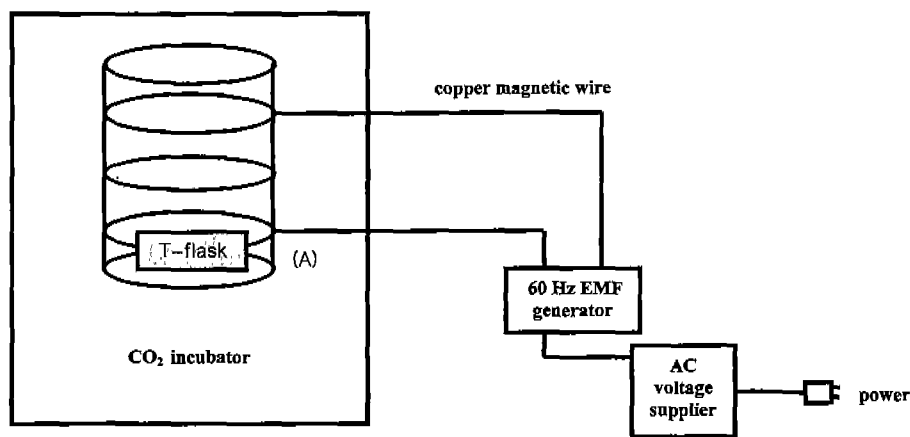 copper magnetic wire
T-flask
(A)
60 Hz EMF
generator
CO₂ incubator
AC
voltage
supplier
power